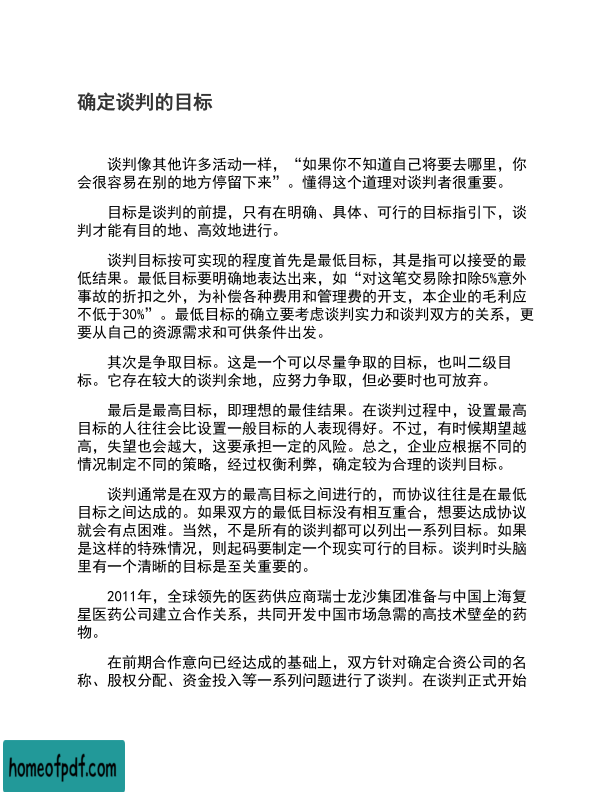 确定谈判的目标
谈判像其他许多活动一样，“如果你不知道自己将要去哪里，你
会很容易在别的地方停留下来”。懂得这个道理对谈判者很重要。
目标是谈判的前提，只有在明确、具体、可行的目标指引下，谈
判才能有目的地、高效地进行。
谈判目标按可实现的程度首先是最低目标，其是指可以接受的最
低结果。最低目标要明确地表达出来，如“对这笔交易除扣除5%意外
事故的折扣之外，为补偿各种费用和管理费的开支，本企业的毛利应
不低于30%”。最低目标的确立要考虑谈判实力和谈判双方的关系，更
要从自己的资源需求和可供条件出发。
其次是争取目标。这是一个可以尽量争取的目标，也叫二级目
标。它存在较大的谈判余地，应努力争取，但必要时也可放弃。
最后是最高目标，即理想的最佳结果。在谈判过程中，设置最高
目标的人往往会比设置一般目标的人表现得好。不过，有时候期望越
高，失望也会越大，这要承担一定的风险。总之，企业应根据不同的
情况制定不同的策略，经过权衡利弊，确定较为合理的谈判目标。
谈判通常是在双方的最高目标之间进行的，而协议往往是在最低
目标之间达成的。如果双方的最低目标没有相互重合，想要达成协议
就会有点困难。当然，不是所有的谈判都可以列出一系列目标。如果
是这样的特殊情况，则起码要制定一个现实可行的目标。谈判时头脑
里有一个清晰的目标是至关重要的。
2011年，全球领先的医药供应商瑞士龙沙集团准备与中国上海复
星医药公司建立合作关系，共同开发中国市场急需的高技术壁垒的药
物。
在前期合作意向已经达成的基础上，双方针对确定合资公司的名
称、股权分配、资金投入等一系列问题进行了谈判。在谈判正式开始
homeofpdf.com